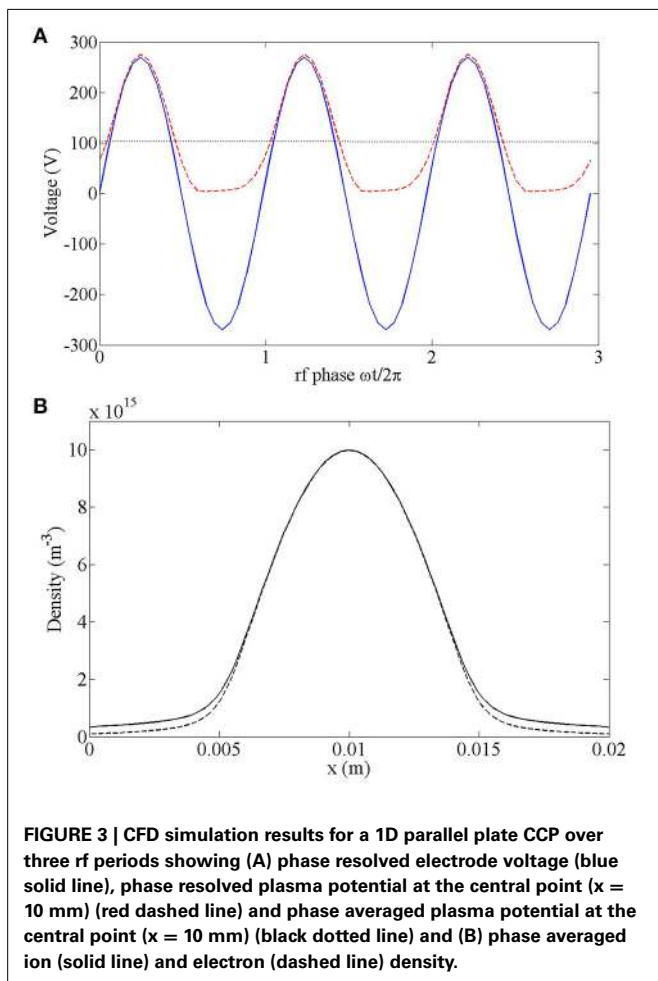 A
300
200
100
0
-100
-200
-300
Voltage (V)
0
1
2
3
rf phase ωt/2π
B
x 10^15
10
8
6
4
2
0
Density (m^-3)
0
0.005
0.01
0.015
0.02
x (m)
FIGURE 3 | CFD simulation results for a 1D parallel plate CCP over
three rf periods showing (A) phase resolved electrode voltage (blue
solid line), phase resolved plasma potential at the central point (x =
10 mm) (red dashed line) and phase averaged plasma potential at the
central point (x = 10 mm) (black dotted line) and (B) phase averaged
ion (solid line) and electron (dashed line) density.